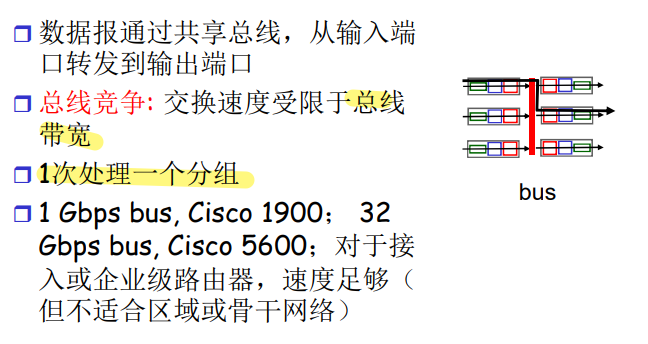 数据报通过共享总线，从输入端
口转发到输出端口
总线竞争: 交换速度受限于总线
带宽
1次处理一个分组
1 Gbps bus, Cisco 1900； 32
Gbps bus, Cisco 5600；对于接
入或企业级路由器，速度足够（
但不适合区域或骨干网络）
bus